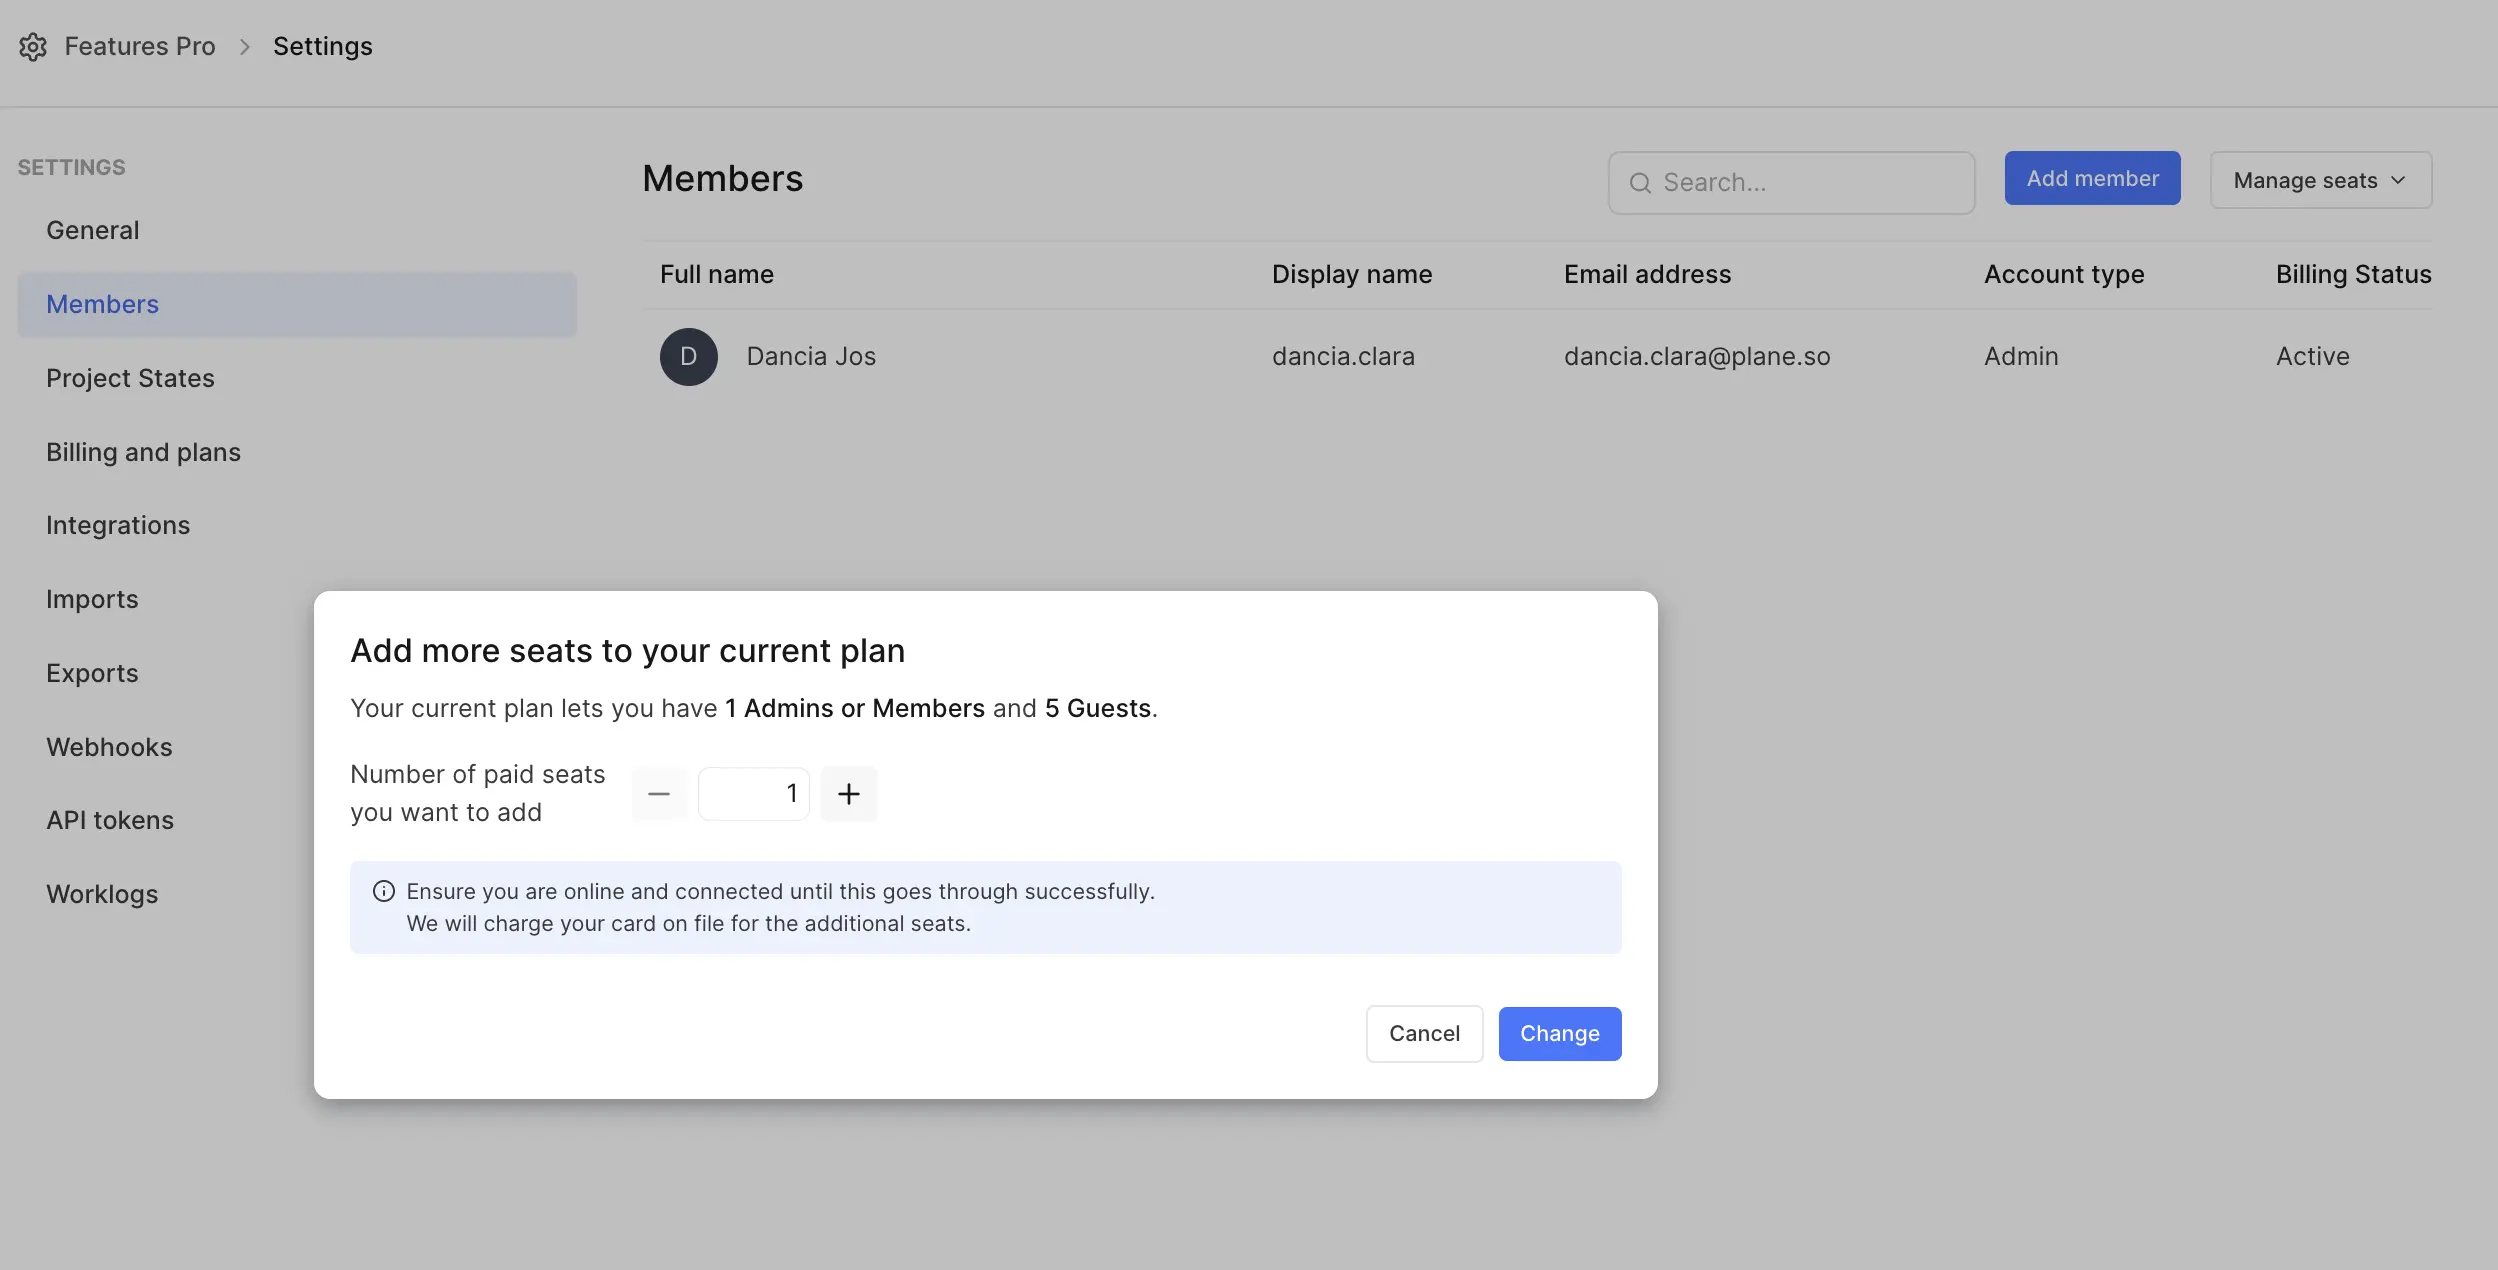 Features Pro > Settings
SETTINGS
General
Members
Project States
Billing and plans
Integrations
Imports
Exports
Webhooks
API tokens
Worklogs
Members
Search...
Add member
Manage seats
Full name Display name Email address Account type Billing Status
D Dancia Jos dancia.clara dancia.clara@plane.so Admin Active
Add more seats to your current plan
Your current plan lets you have 1 Admins or Members and 5 Guests.
Number of paid seats
you want to add
1
Ensure you are online and connected until this goes through successfully.
We will charge your card on file for the additional seats.
Cancel
Change